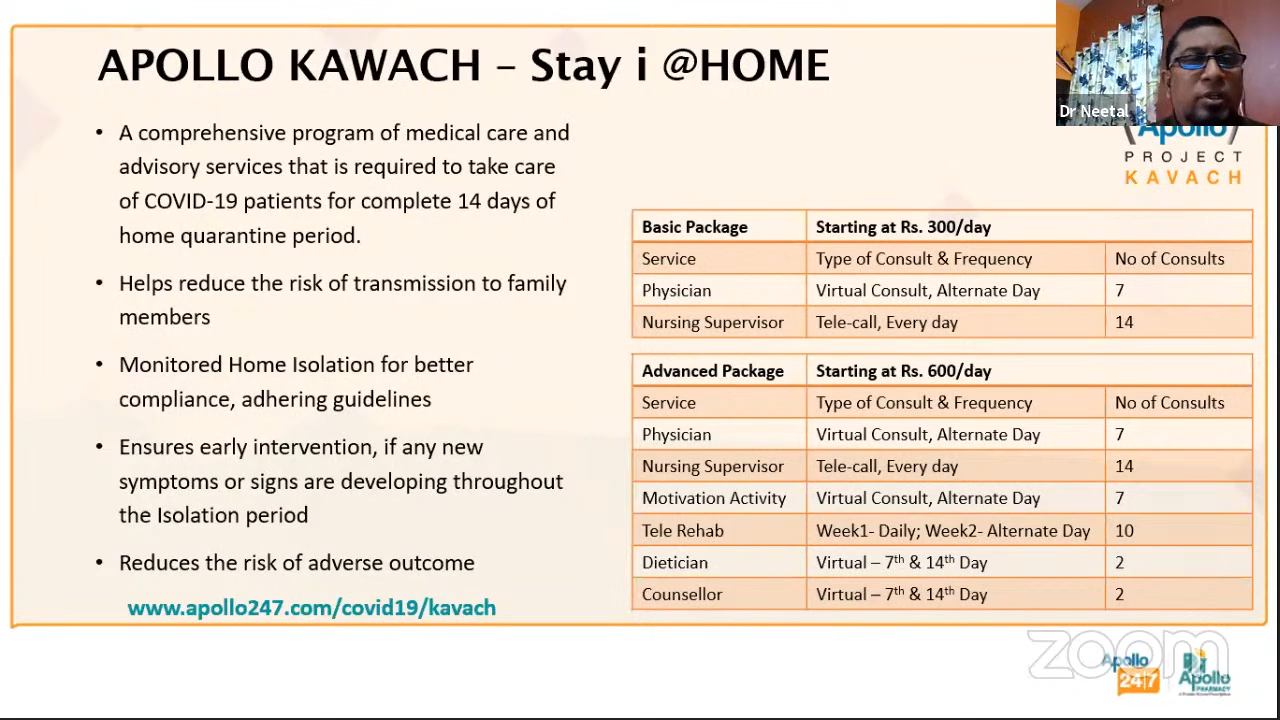 APOLLO KAWACH – Stay i @HOME
• A comprehensive program of medical care and
advisory services that is required to take care
of COVID-19 patients for complete 14 days of
home quarantine period.
• Helps reduce the risk of transmission to family
members
• Monitored Home Isolation for better
compliance, adhering guidelines
• Ensures early intervention, if any new
symptoms or signs are developing throughout
the Isolation period
• Reduces the risk of adverse outcome
www.apollo247.com/covid19/kavach
Dr Neetal
Apollo
PROJECT
KAVACH
Basic Package Starting at Rs. 300/day
Service Type of Consult & Frequency No of Consults
Physician Virtual Consult, Alternate Day 7
Nursing Supervisor Tele-call, Every day 14
Advanced Package Starting at Rs. 600/day
Service Type of Consult & Frequency No of Consults
Physician Virtual Consult, Alternate Day 7
Nursing Supervisor Tele-call, Every day 14
Motivation Activity Virtual Consult, Alternate Day 7
Tele Rehab Week1- Daily; Week2- Alternate Day 10
Dietician Virtual – 7th & 14th Day 2
Counsellor Virtual – 7th & 14th Day 2
zoom
Apollo
24|7
Apollo
PHARMACY